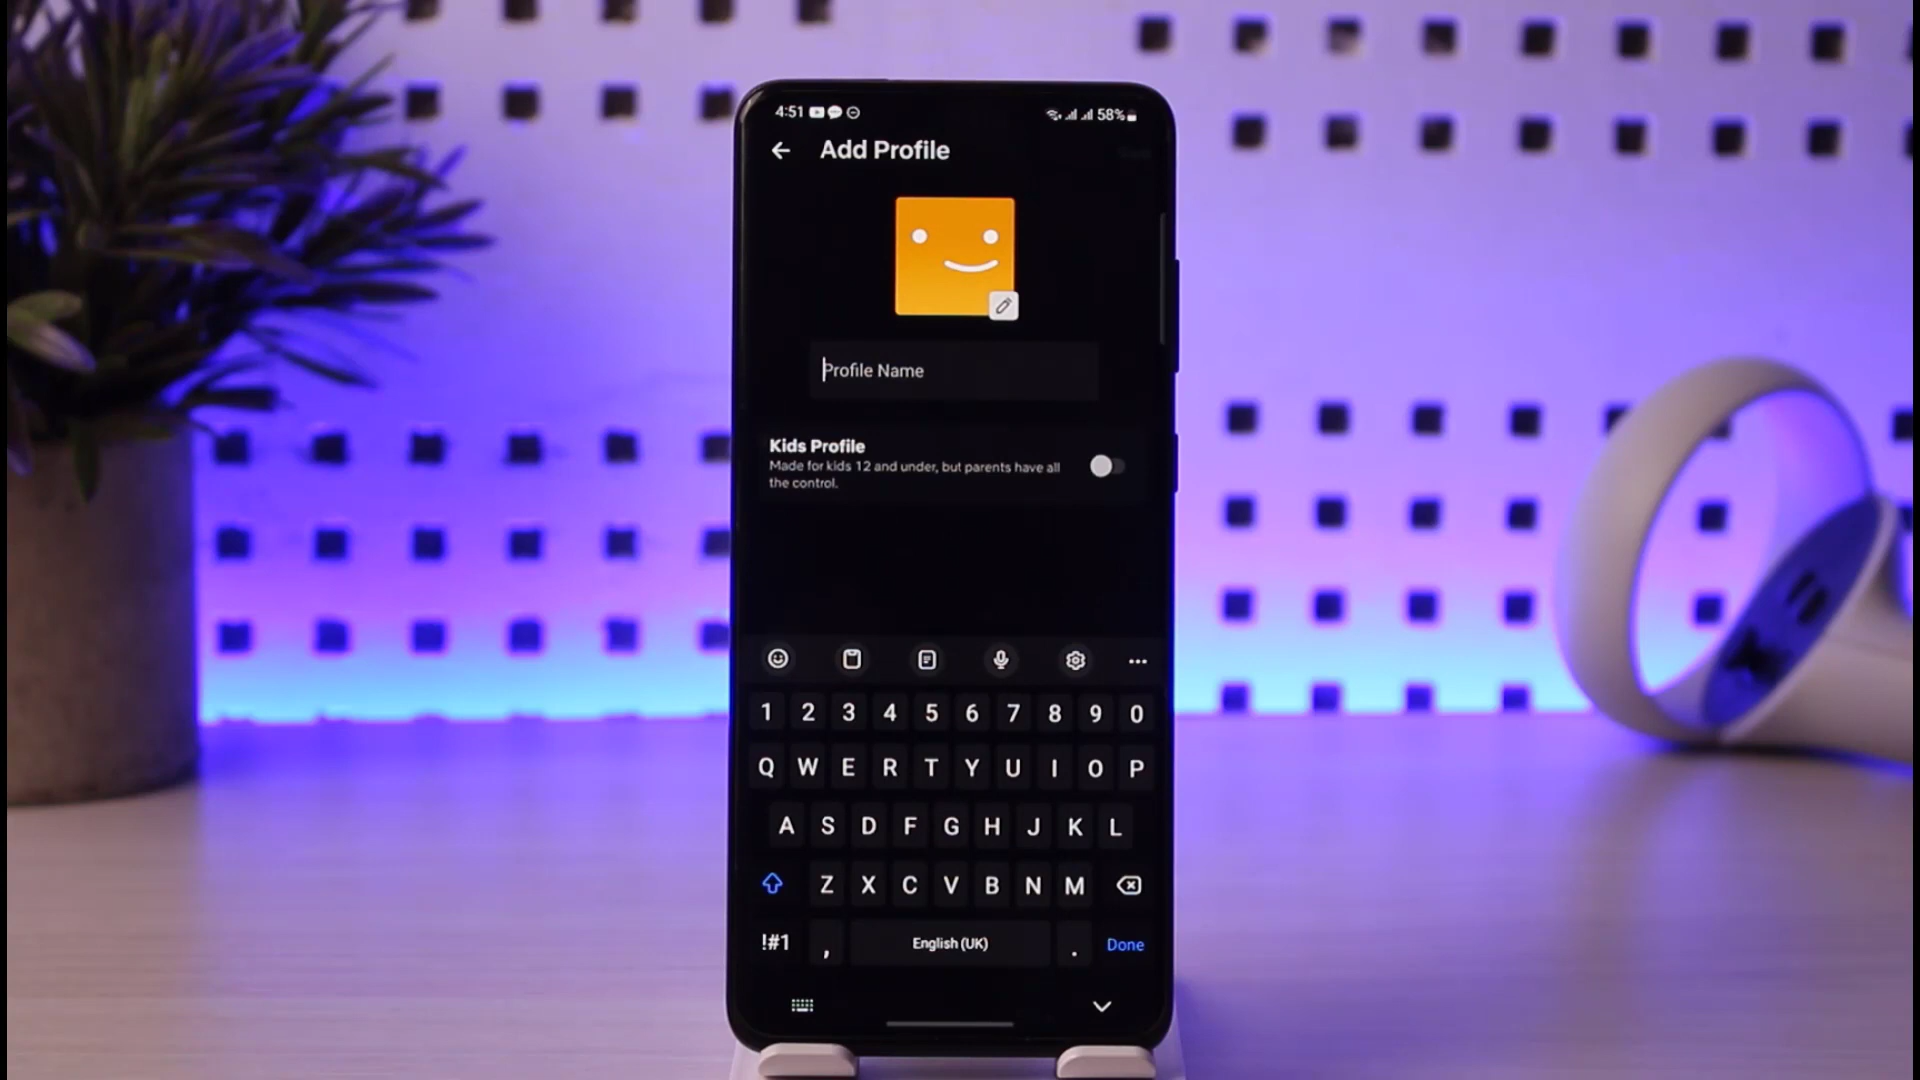 4:51 58%
Add Profile
Profile Name
Kids Profile
Made for kids 12 and under, but parents have all
the control.
1 2 3 4 5 6 7 8 9 0
Q W E R T Y U I O P
A S D F G H J K L
Z X C V B N M
!#1 , English (UK) . Done